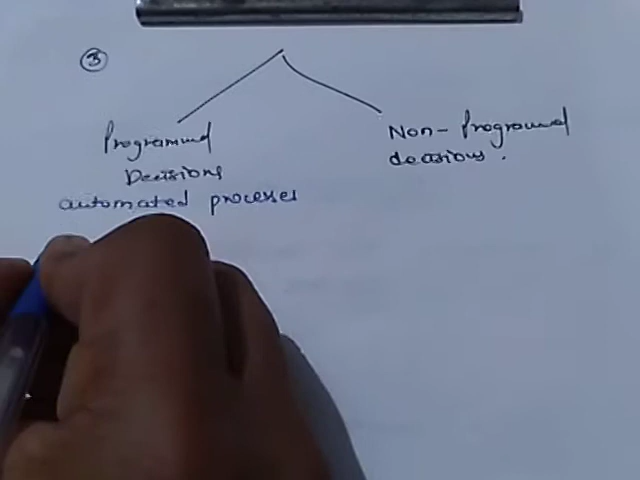 3
Programmed
Decisions
automated processes
Non-Programmed
decisions.